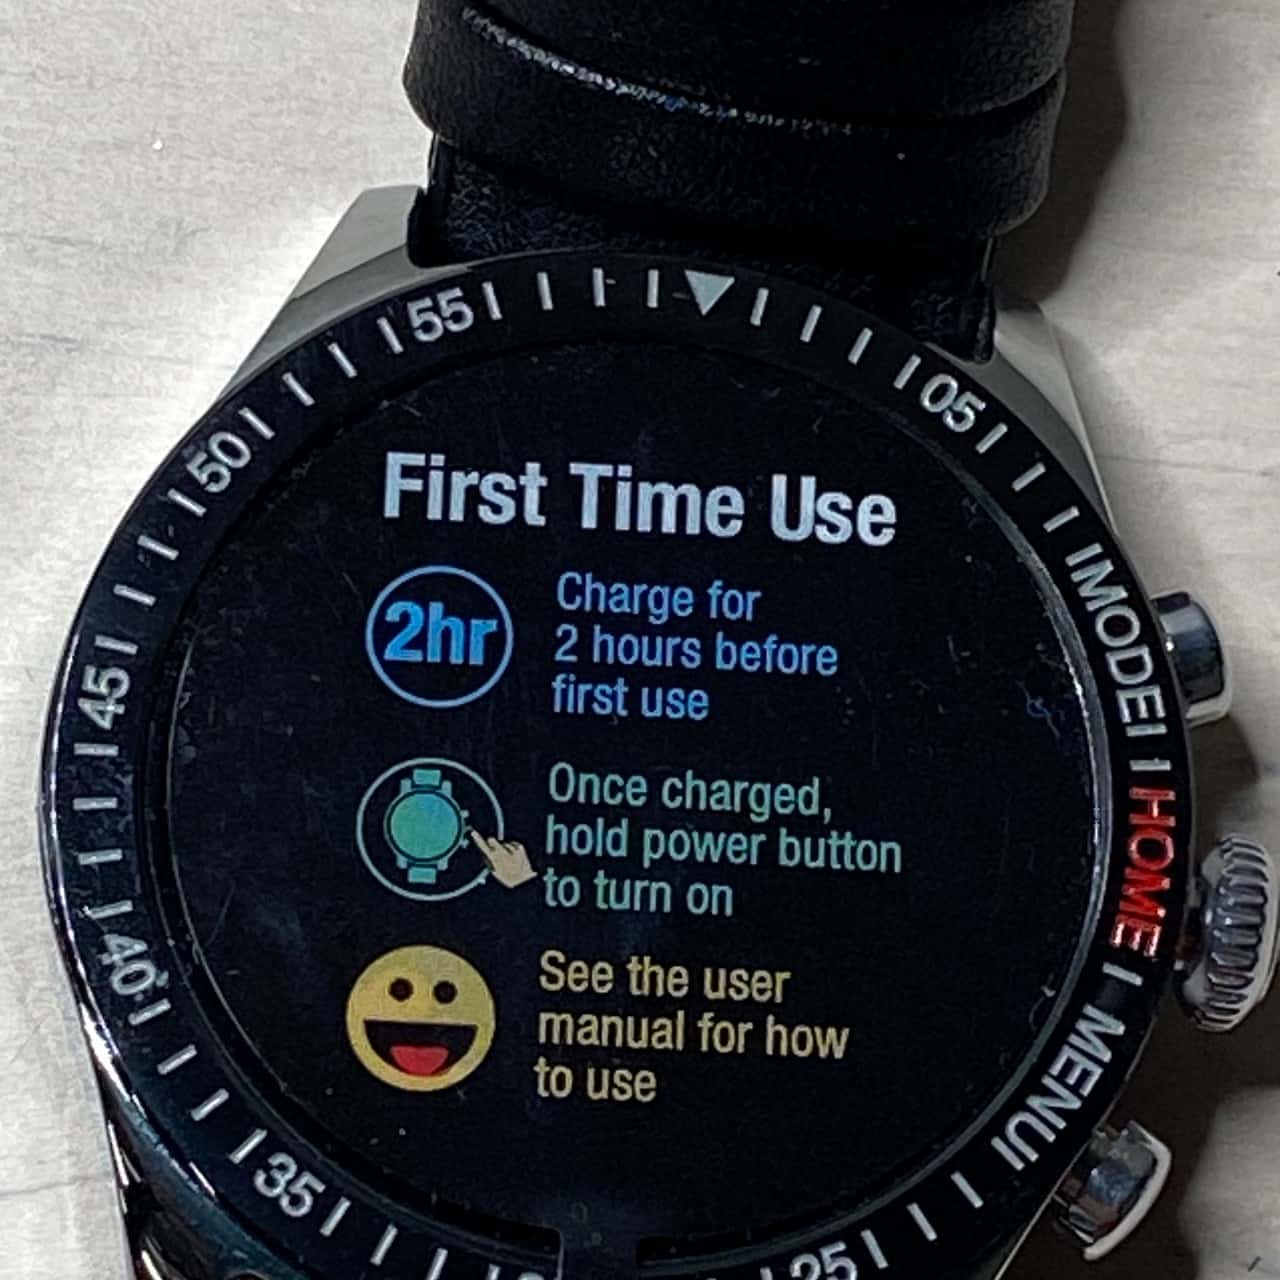 First Time Use
2hr
Charge for
2 hours before
first use
Once charged,
hold power button
to turn on
See the user
manual for how
to use
05
MODE
HOME
MENU
25
35
40
45
50
55